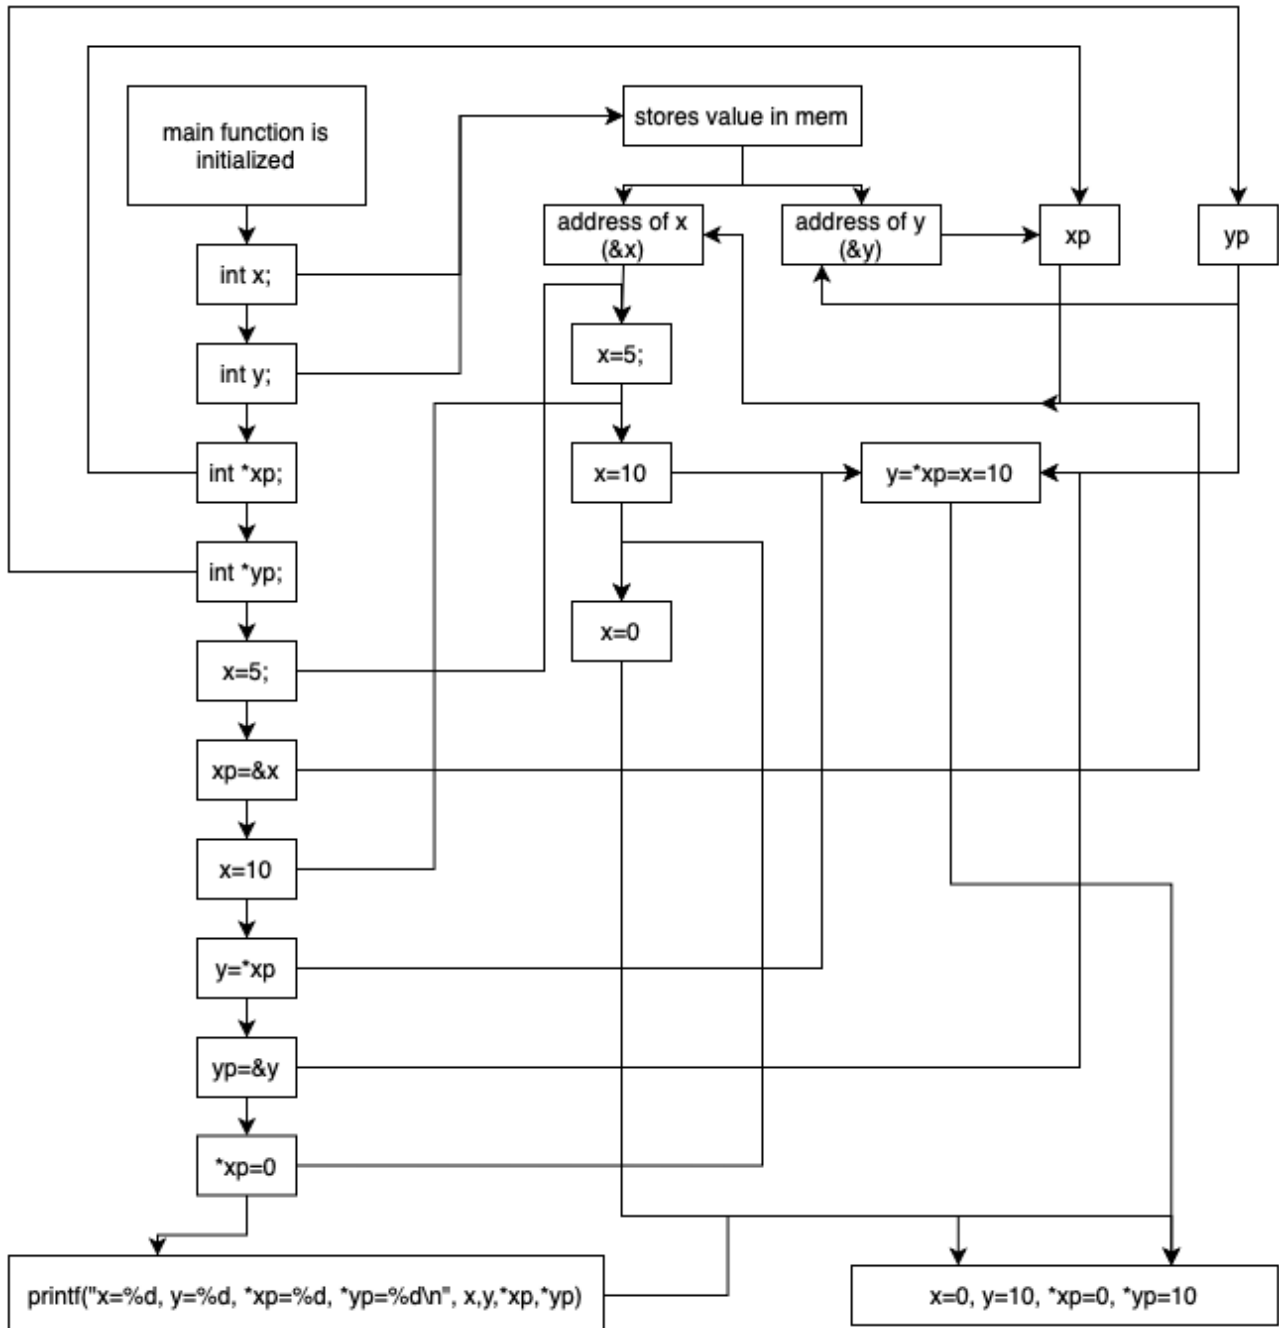 main function is
initialized
stores value in mem
address of x
(&x)
address of y
(&y)
xp
yp
int x;
int y;
x=5;
int *xp;
x=10
y=*xp=x=10
int *yp;
x=0
x=5;
xp=&x
x=10
y=*xp
yp=&y
*xp=0
printf("x=%d, y=%d, *xp=%d, *yp=%d\n", x,y,*xp,*yp)
x=0, y=10, *xp=0, *yp=10